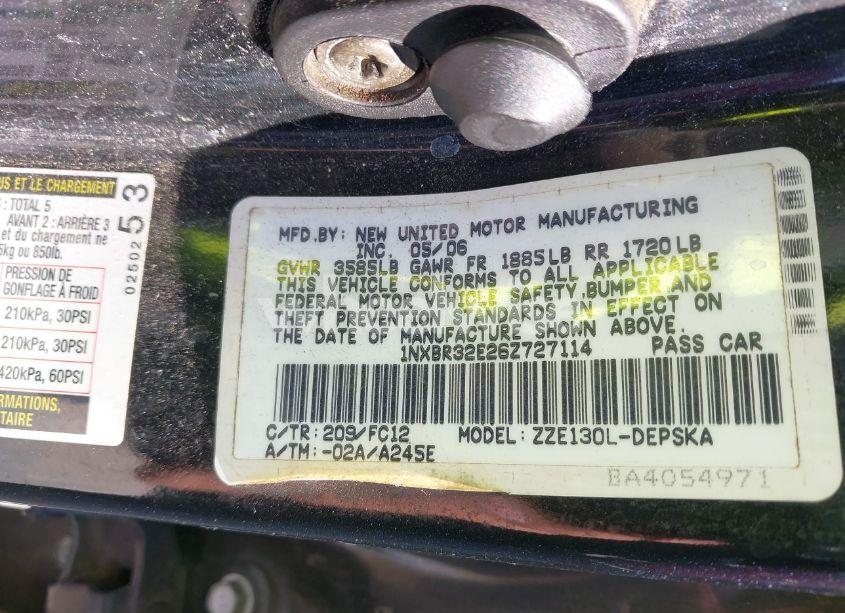 US ET LE CHARGEMENT
: TOTAL 5
AVANT 2 : ARRIÈRE 3
et du chargement ne
5kg ou 850lb.
PRESSION DE
GONFLAGE À FROID
210kPa, 30PSI
210kPa, 30PSI
420kPa, 60PSI
ORMATIONS,
TAIRE
0250253
MFD.BY: NEW UNITED MOTOR MANUFACTURING
INC. 05/06
GVWR 3585LB GAWR FR 1885LB RR 1720LB
THIS VEHICLE CONFORMS TO ALL APPLICABLE
FEDERAL MOTOR VEHICLE SAFETY, BUMPER AND
THEFT PREVENTION STANDARDS IN EFFECT ON
THE DATE OF MANUFACTURE SHOWN ABOVE.
1NXBR32E26Z727114 PASS CAR
C/TR: 209/FC12 MODEL: ZZE130L-DEPSKA
A/TM: -02A/A245E
BA4054971